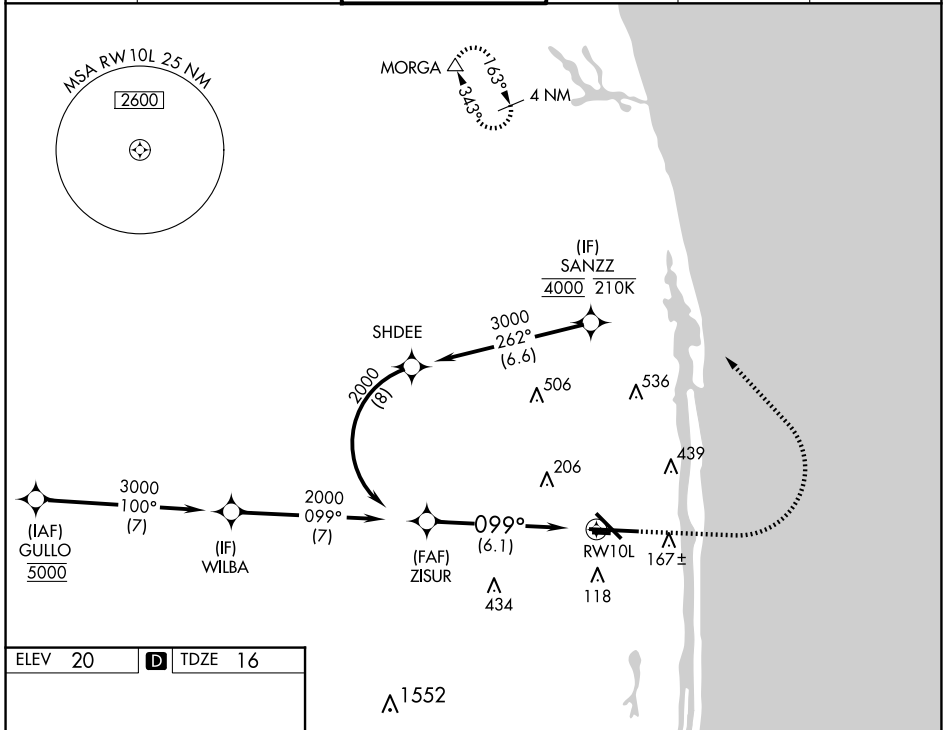 MSA RW 10L 25 NM
2600
MORGA
163°
343°
4 NM
(IF)
SANZZ
4000 210K
SHDEE
3000
262°
(6.6)
2000
(8)
506
536
439
206
3000
100°
(7)
2000
099°
(7)
099°
(6.1)
(IAF)
GULLO
5000
(IF)
WILBA
(FAF)
ZISUR
RW10L
167±
434
118
ELEV 20
D
TDZE 16
1552